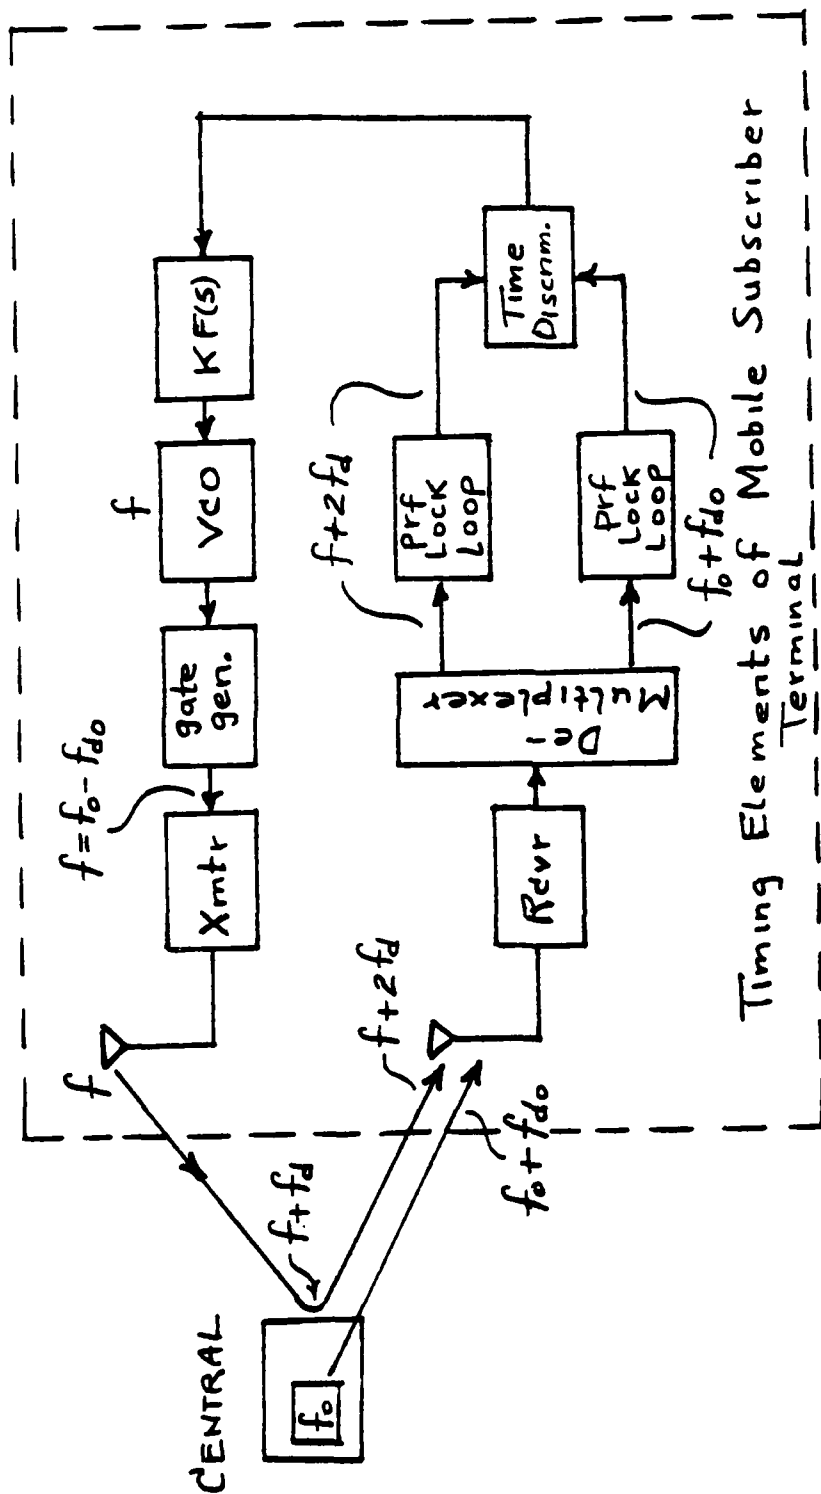 CENTRAL
f₀
f
f+fd
f+2fd
f₀+fd₀
f=f₀-fd₀
Xmtr
gate
gen.
f
VCO
KF(s)
Rcvr
De-
Multiplexer
f+2fd
Prf
Lock
Loop
Prf
Lock
Loop
f₀+fd₀
Time
Discrim.
Timing Elements of Mobile Subscriber
Terminal